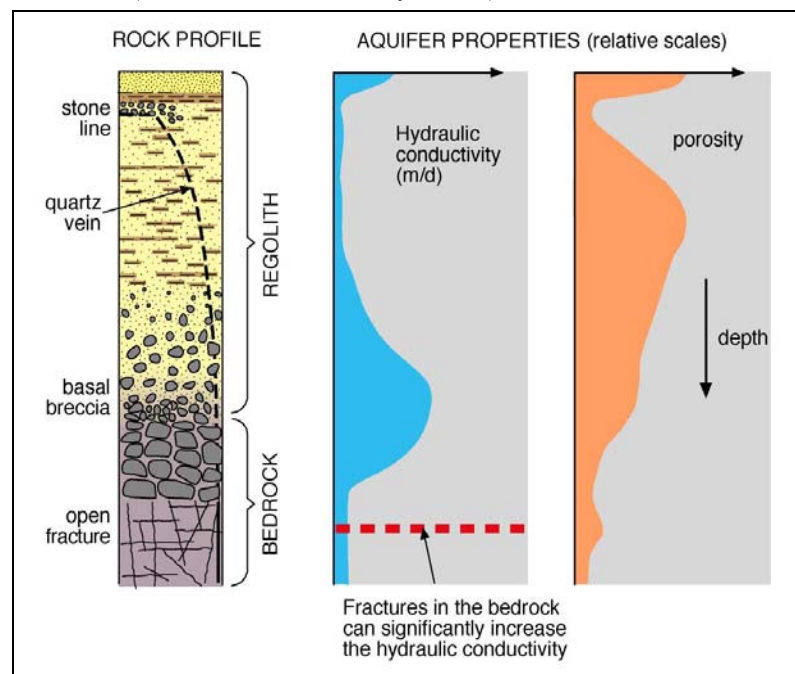 ROCK PROFILE
AQUIFER PROPERTIES (relative scales)
stone
line
quartz
vein
basal
breccia
open
fracture
REGOLITH
BEDROCK
Hydraulic
conductivity
(m/d)
porosity
depth
Fractures in the bedrock
can significantly increase
the hydraulic conductivity